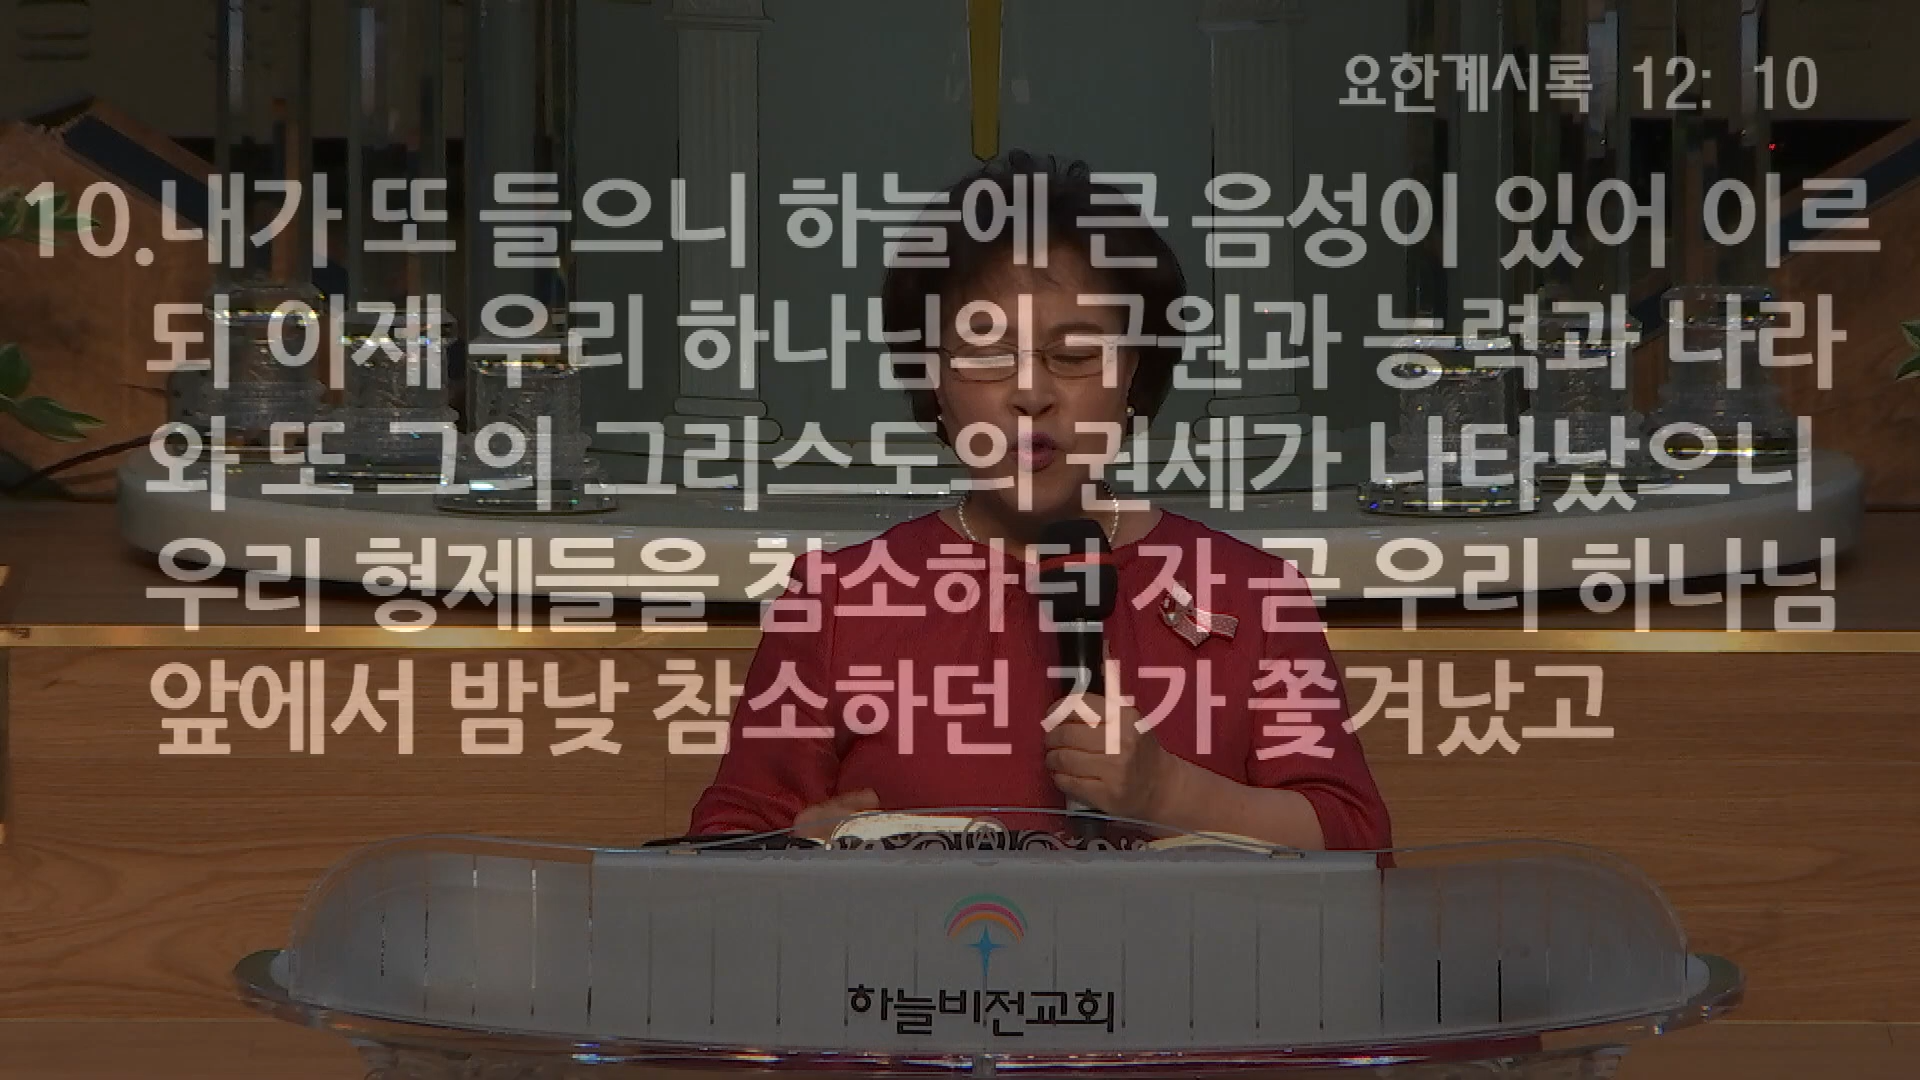 요한계시록 12: 10
10.내가 또 들으니 하늘에 큰 음성이 있어 이르
되 이제 우리 하나님의 구원과 능력과 나라
와 또 그의 그리스도의 권세가 나타났으니
우리 형제들을 참소하던 자 곧 우리 하나님
앞에서 밤낮 참소하던 자가 쫓겨났고
하늘비전교회